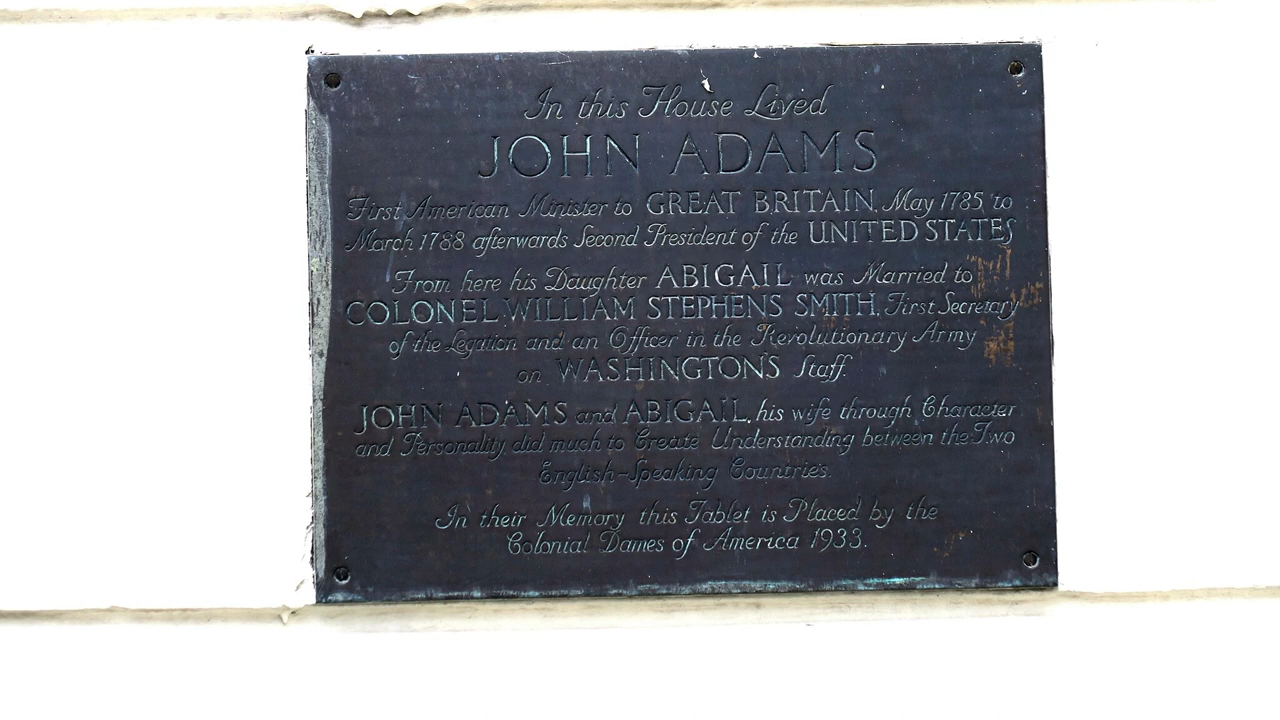 In this House Lived
JOHN ADAMS
First American Minister to GREAT BRITAIN, May 1785 to
March 1788 afterwards Second President of the UNITED STATES
From here his Daughter ABIGAIL was Married to
COLONEL WILLIAM STEPHENS SMITH, First Secretary
of the Legation and an Officer in the Revolutionary Army
on WASHINGTON'S Staff.
JOHN ADAMS and ABIGAIL, his wife through Character
and Personality did much to Create Understanding between the Two
English-Speaking Countries.
In their Memory this Tablet is Placed by the
Colonial Dames of America 1933.